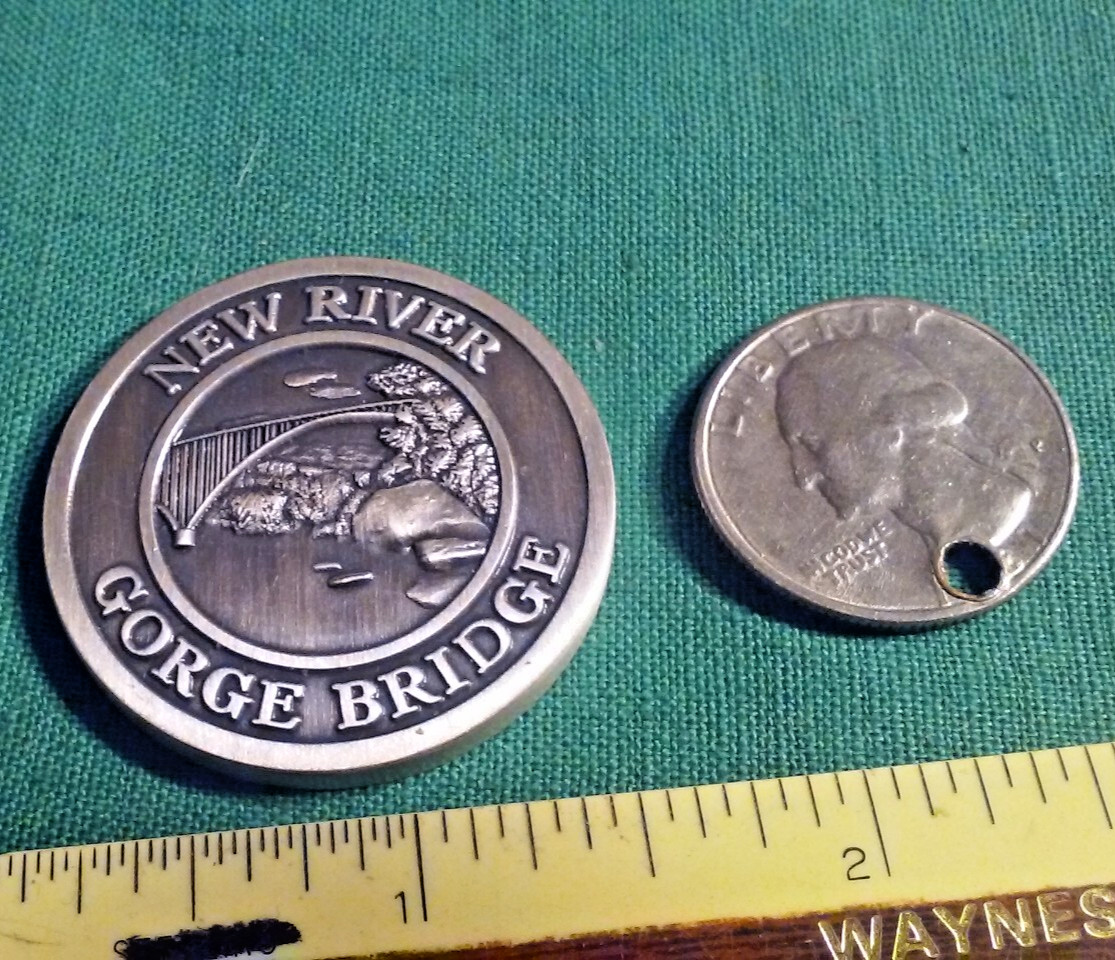 NEW RIVER
GORGE BRIDGE
LIBERTY
IN GOD WE
TRUST
1
2
WAYNES